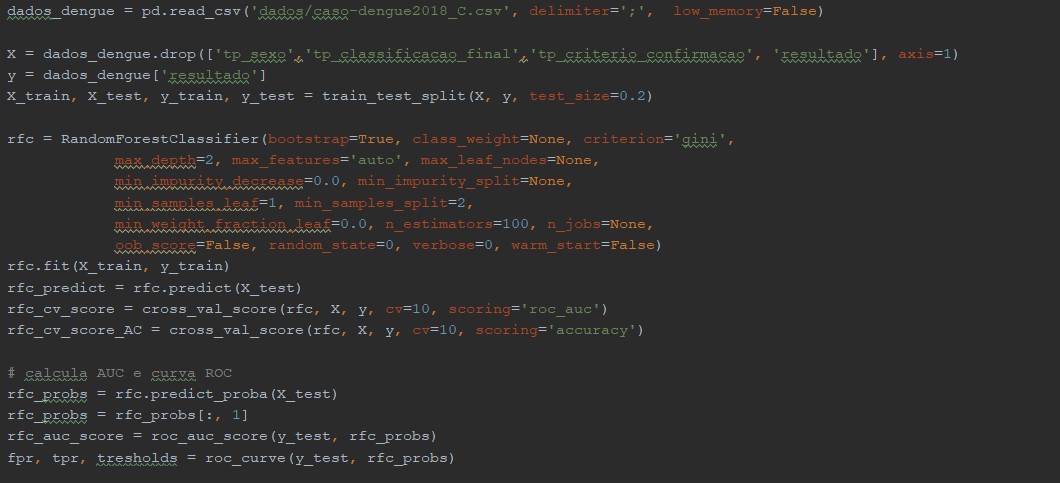 dados_dengue = pd.read_csv('dados/caso-dengue2018_C.csv', delimiter=';',  low_memory=False)
X = dados_dengue.drop(['tp_sexo','tp_classificacao_final','tp_criterio_confirmacao', 'resultado'], axis=1)
y = dados_dengue['resultado']
X_train, X_test, y_train, y_test = train_test_split(X, y, test_size=0.2)
rfc = RandomForestClassifier(bootstrap=True, class_weight=None, criterion='gini',
max_depth=2, max_features='auto', max_leaf_nodes=None,
min_impurity_decrease=0.0, min_impurity_split=None,
min_samples_leaf=1, min_samples_split=2,
min_weight_fraction_leaf=0.0, n_estimators=100, n_jobs=None,
oob_score=False, random_state=0, verbose=0, warm_start=False)
rfc.fit(X_train, y_train)
rfc_predict = rfc.predict(X_test)
rfc_cv_score = cross_val_score(rfc, X, y, cv=10, scoring='roc_auc')
rfc_cv_score_AC = cross_val_score(rfc, X, y, cv=10, scoring='accuracy')
# calcula AUC e curva ROC
rfc_probs = rfc.predict_proba(X_test)
rfc_probs = rfc_probs[:, 1]
rfc_auc_score = roc_auc_score(y_test, rfc_probs)
fpr, tpr, tresholds = roc_curve(y_test, rfc_probs)